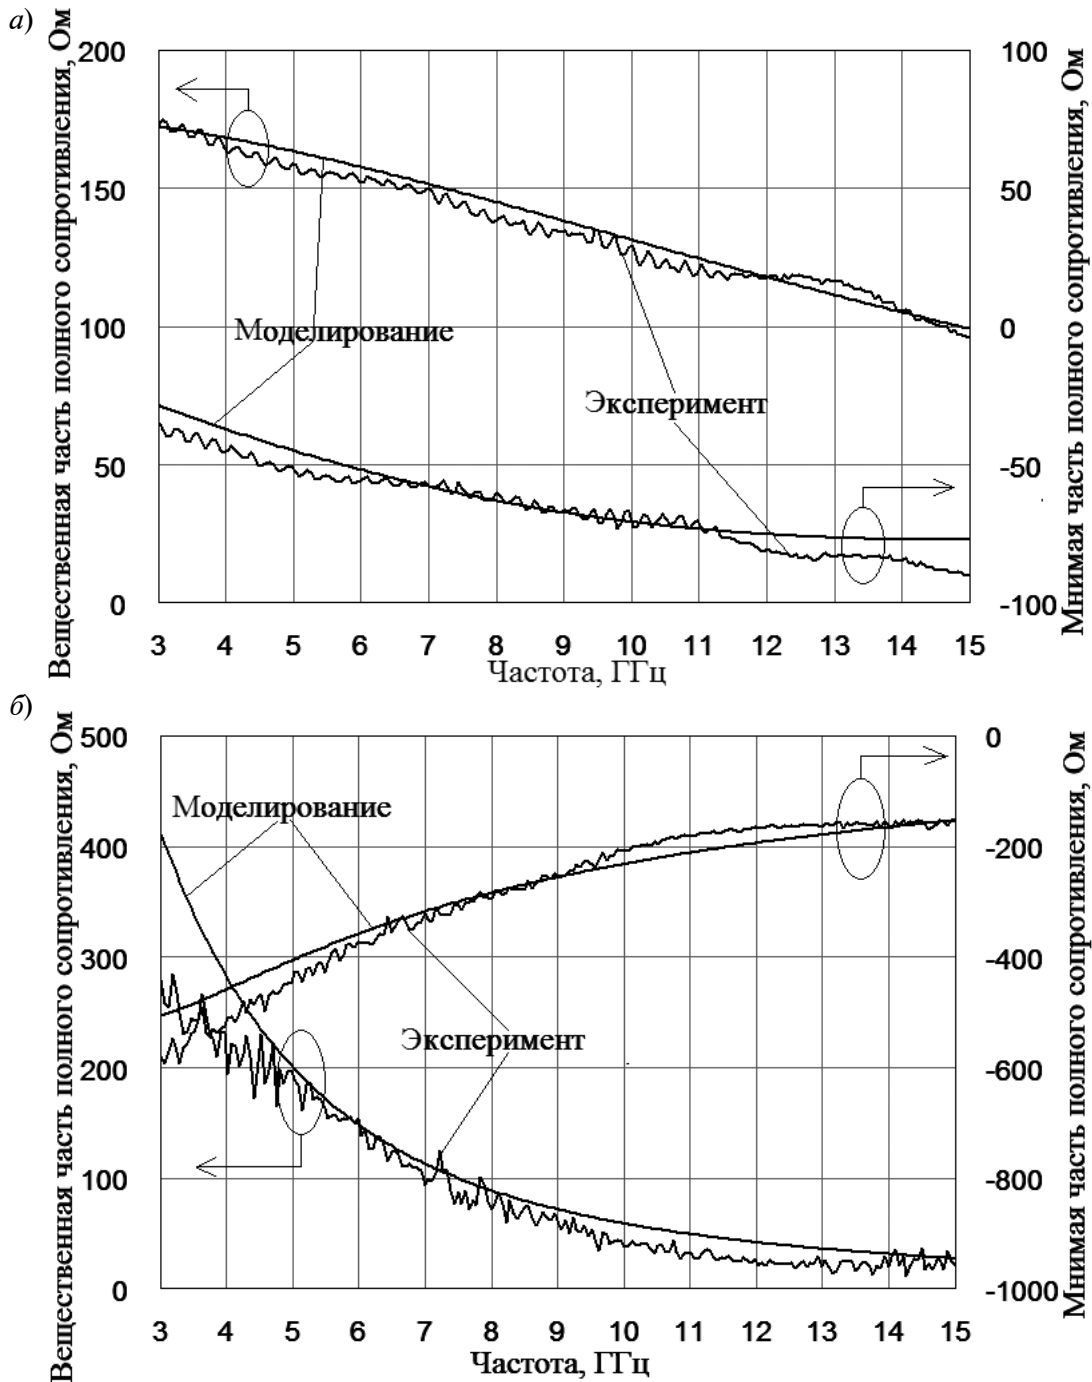 а)
Вещественная часть полного сопротивления, Ом
200
150
100
50
0
100
50
0
-50
-100
Мнимая часть полного сопротивления, Ом
Моделирование
Эксперимент
3 4 5 6 7 8 9 10 11 12 13 14 15
Частота, ГГц
б)
Вещественная часть полного сопротивления, Ом
500
400
300
200
100
0
0
-200
-400
-600
-800
-1000
Мнимая часть полного сопротивления, Ом
Моделирование
Эксперимент
3 4 5 6 7 8 9 10 11 12 13 14 15
Частота, ГГц